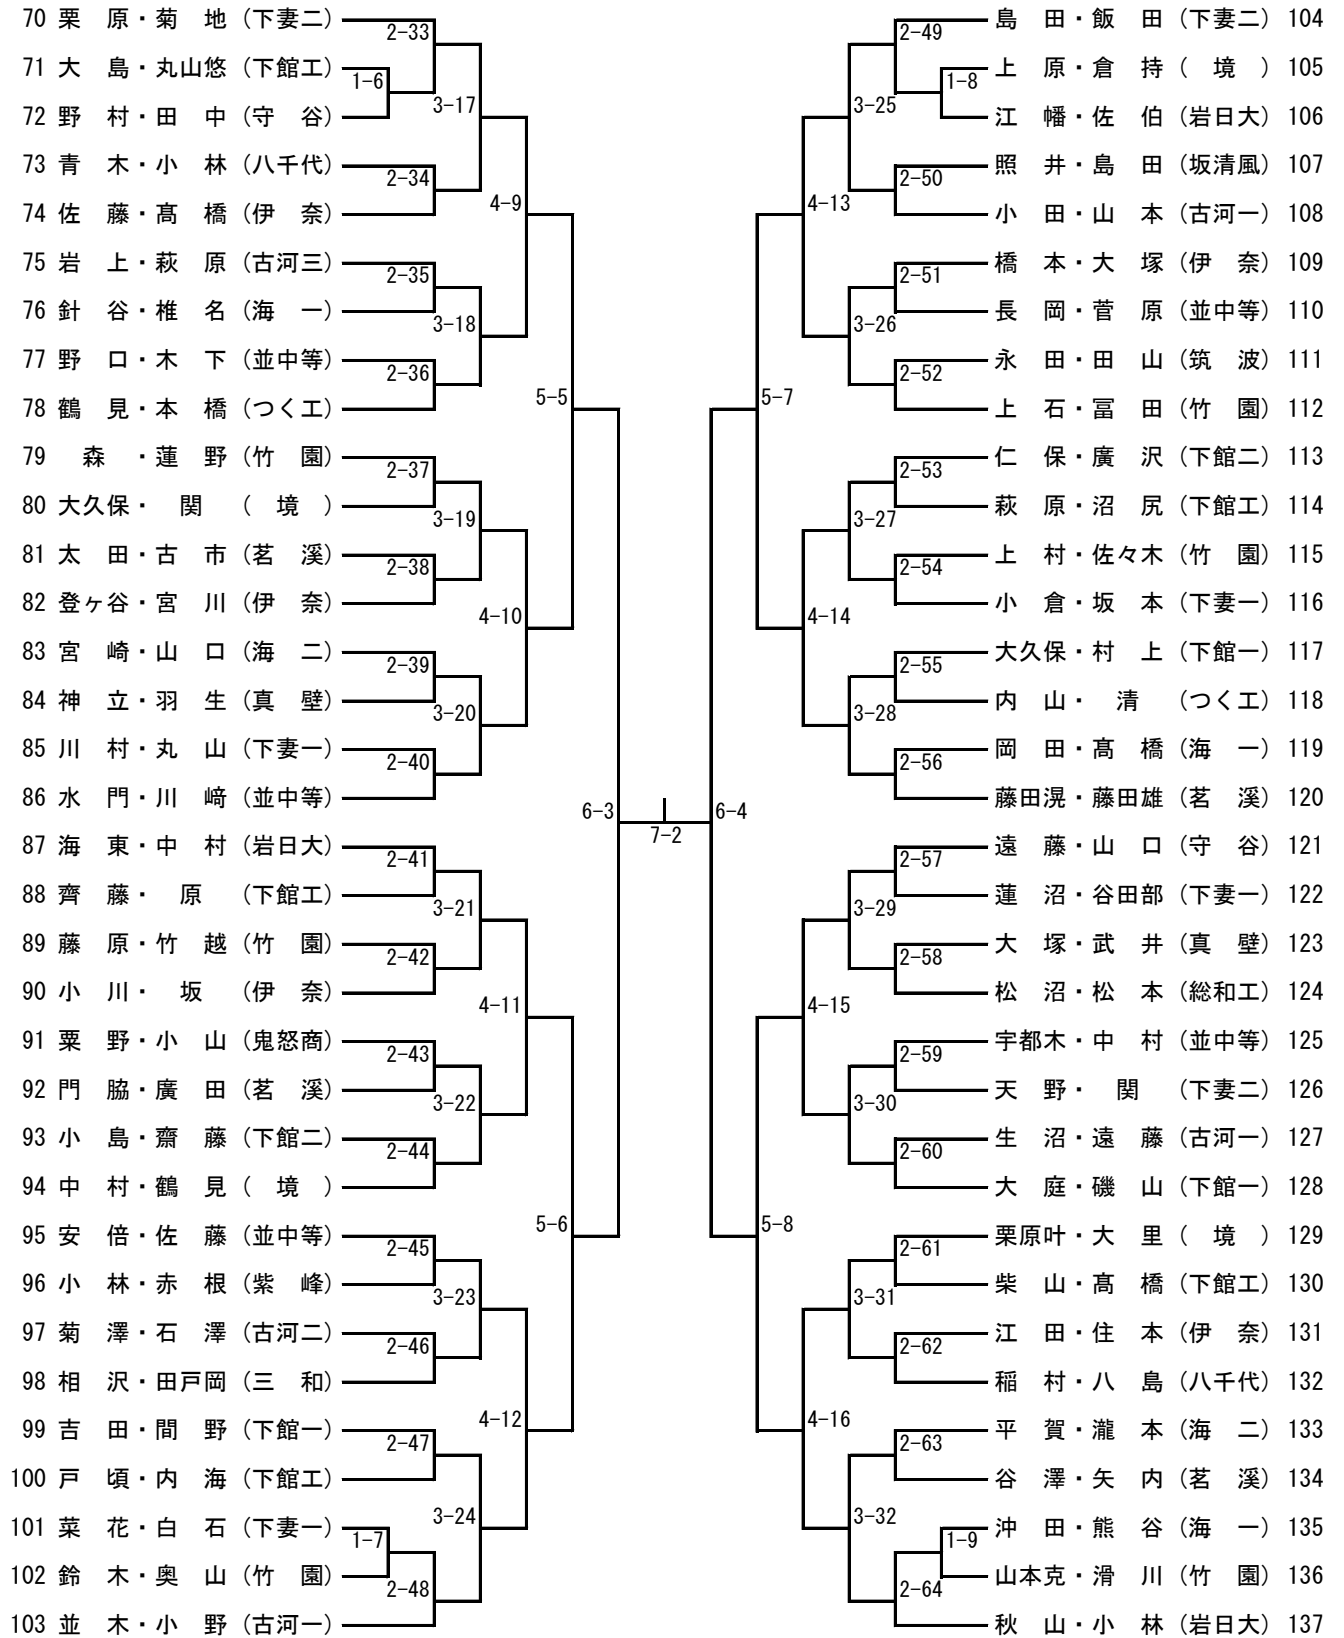 70 栗　原・菊　地（下妻二）
2−33
71 大　島・丸山悠（下館工）
1−6
3−17
72 野　村・田　中（守　谷）
73 青　木・小　林（八千代）
2−34
4−9
74 佐　藤・髙　橋（伊　奈）
75 岩　上・萩　原（古河三）
2−35
76 針　谷・椎　名（海　一）
3−18
77 野　口・木　下（並中等）
2−36
5−5
78 鶴　見・本　橋（つく工）
79 　森　・蓮　野（竹　園）
2−37
80 大久保・　関　（　境　）
3−19
81 太　田・古　市（茗　溪）
2−38
82 登ヶ谷・宮　川（伊　奈）
4−10
83 宮　崎・山　口（海　二）
2−39
84 神　立・羽　生（真　壁）
3−20
85 川　村・丸　山（下妻一）
2−40
86 水　門・川　﨑（並中等）
6−3
7−2
87 海　東・中　村（岩日大）
2−41
88 齊　藤・　原　（下館工）
3−21
89 藤　原・竹　越（竹　園）
2−42
90 小　川・　坂　（伊　奈）
4−11
91 粟　野・小　山（鬼怒商）
2−43
92 門　脇・廣　田（茗　溪）
3−22
93 小　島・齋　藤（下館二）
2−44
94 中　村・鶴　見（　境　）
5−6
95 安　倍・佐　藤（並中等）
2−45
96 小　林・赤　根（紫　峰）
3−23
97 菊　澤・石　澤（古河二）
2−46
98 相　沢・田戸岡（三　和）
4−12
99 吉　田・間　野（下館一）
2−47
100 戸　頃・内　海（下館工）
3−24
101 菜　花・白　石（下妻一）
1−7
102 鈴　木・奥　山（竹　園）
2−48
103 並　木・小　野（古河一）
島　田・飯　田（下妻二）104
2−49
上　原・倉　持（　境　）105
1−8
3−25
江　幡・佐　伯（岩日大）106
照　井・島　田（坂清風）107
2−50
4−13
小　田・山　本（古河一）108
橋　本・大　塚（伊　奈）109
2−51
長　岡・菅　原（並中等）110
3−26
永　田・田　山（筑　波）111
2−52
5−7
上　石・冨　田（竹　園）112
仁　保・廣　沢（下館二）113
2−53
萩　原・沼　尻（下館工）114
3−27
上　村・佐々木（竹　園）115
2−54
小　倉・坂　本（下妻一）116
4−14
大久保・村　上（下館一）117
2−55
内　山・　清　（つく工）118
3−28
岡　田・髙　橋（海　一）119
2−56
藤田滉・藤田雄（茗　溪）120
6−4
遠　藤・山　口（守　谷）121
2−57
蓮　沼・谷田部（下妻一）122
3−29
大　塚・武　井（真　壁）123
2−58
松　沼・松　本（総和工）124
4−15
宇都木・中　村（並中等）125
2−59
天　野・　関　（下妻二）126
3−30
生　沼・遠　藤（古河一）127
2−60
大　庭・磯　山（下館一）128
5−8
栗原叶・大　里（　境　）129
2−61
柴　山・髙　橋（下館工）130
3−31
江　田・住　本（伊　奈）131
2−62
稲　村・八　島（八千代）132
4−16
平　賀・瀧　本（海　二）133
2−63
谷　澤・矢　内（茗　溪）134
3−32
沖　田・熊　谷（海　一）135
1−9
山本克・滑　川（竹　園）136
2−64
秋　山・小　林（岩日大）137